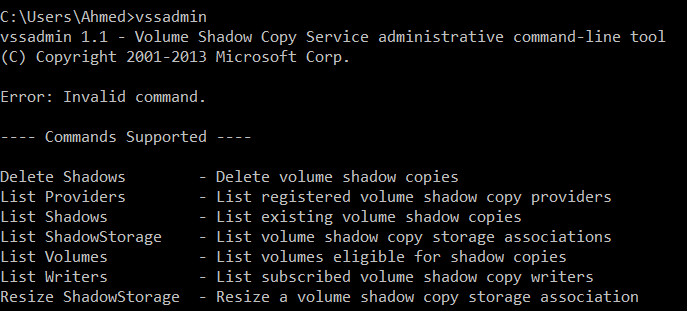 C:\Users\Ahmed>vssadmin
vssadmin 1.1 - Volume Shadow Copy Service administrative command-line tool
(C) Copyright 2001-2013 Microsoft Corp.
Error: Invalid command.
---- Commands Supported ----
Delete Shadows - Delete volume shadow copies
List Providers - List registered volume shadow copy providers
List Shadows - List existing volume shadow copies
List ShadowStorage - List volume shadow copy storage associations
List Volumes - List volumes eligible for shadow copies
List Writers - List subscribed volume shadow copy writers
Resize ShadowStorage - Resize a volume shadow copy storage association